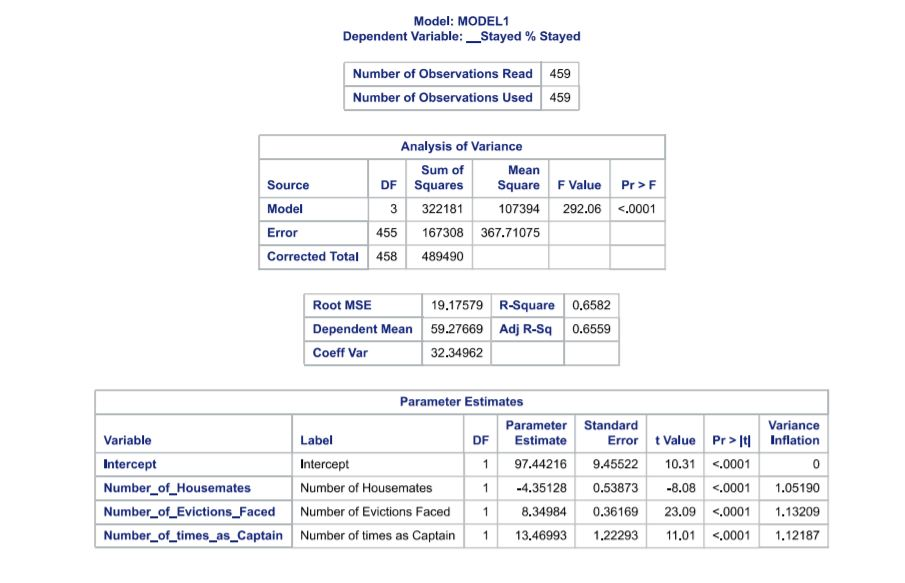 Model: MODEL1
Dependent Variable: __Stayed % Stayed
Number of Observations Read 459
Number of Observations Used 459
Analysis of Variance
Source DF Sum of Squares Mean Square F Value Pr > F
Model 3 322181 107394 292.06 <.0001
Error 455 167308 367.71075
Corrected Total 458 489490
Root MSE 19.17579 R-Square 0.6582
Dependent Mean 59.27669 Adj R-Sq 0.6559
Coeff Var 32.34962
Parameter Estimates
Variable Label DF Parameter Estimate Standard Error t Value Pr > |t| Variance Inflation
Intercept Intercept 1 97.44216 9.45522 10.31 <.0001 0
Number_of_Housemates Number of Housemates 1 -4.35128 0.53873 -8.08 <.0001 1.05190
Number_of_Evictions_Faced Number of Evictions Faced 1 8.34984 0.36169 23.09 <.0001 1.13209
Number_of_times_as_Captain Number of times as Captain 1 13.46993 1.22293 11.01 <.0001 1.12187